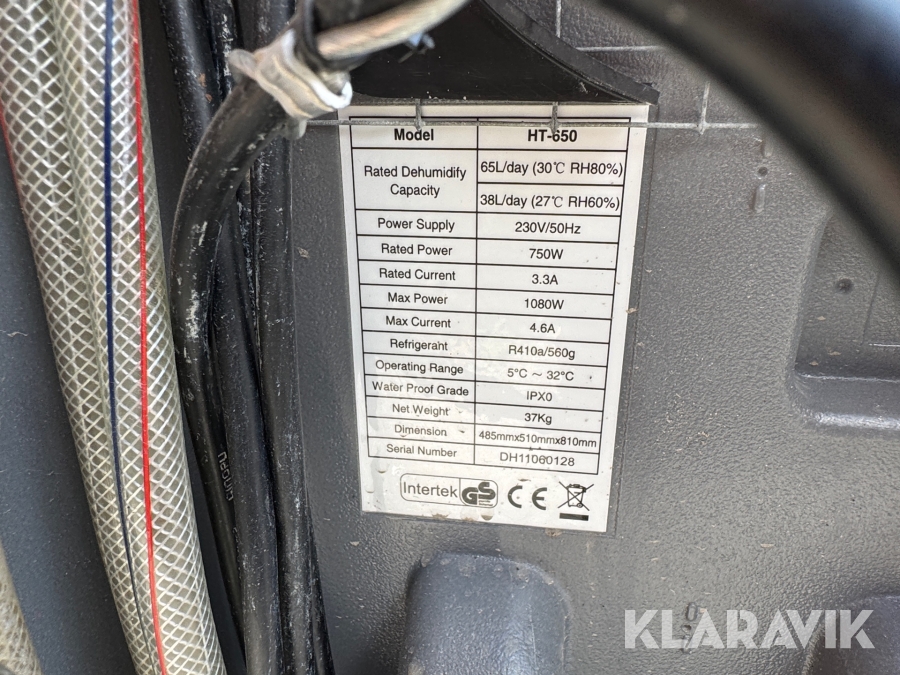 Model HT-650
Rated Dehumidify Capacity 65L/day (30℃ RH80%)
38L/day (27℃ RH60%)
Power Supply 230V/50Hz
Rated Power 750W
Rated Current 3.3A
Max Power 1080W
Max Current 4.6A
Refrigerant R410a/560g
Operating Range 5°C ~ 32°C
Water Proof Grade IPX0
Net Weight 37Kg
Dimension 485mmx510mmx810mm
Serial Number DH11060128
Intertek GS CE
KLARAVIK